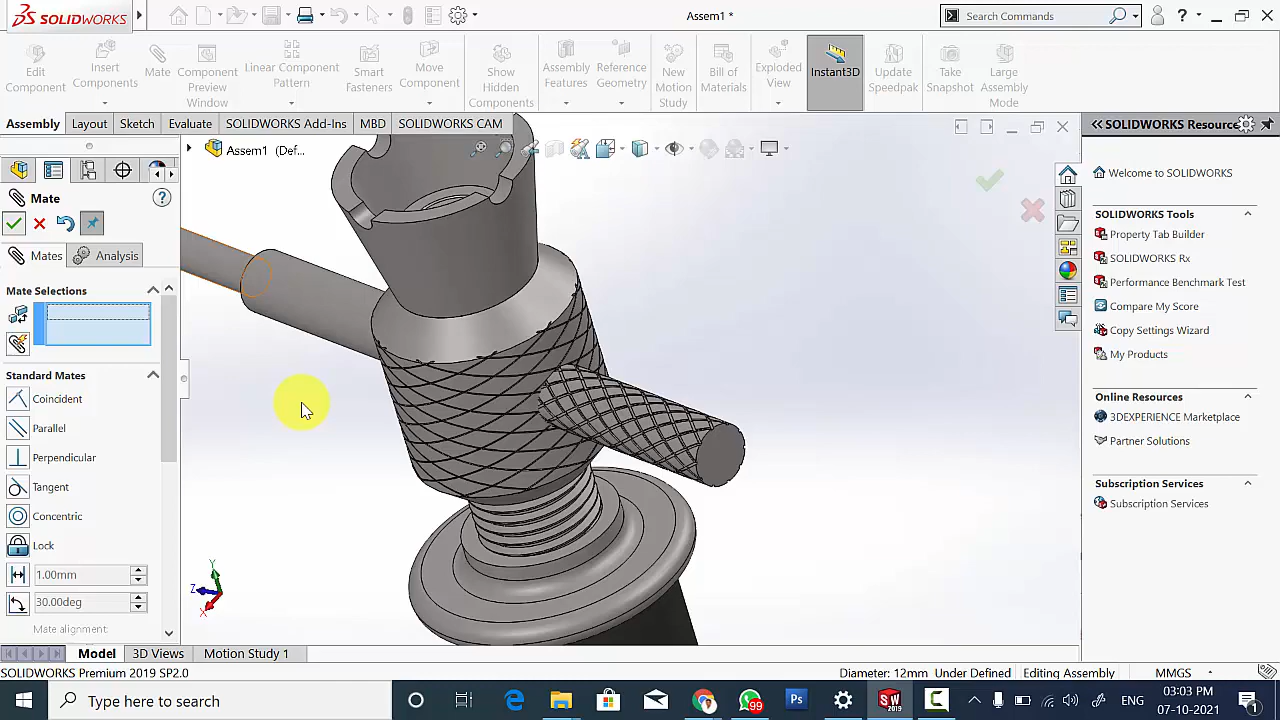 SOLIDWORKS
Assem1 *
Search Commands
Edit Component
Insert Components
Mate
Component Preview Window
Linear Component Pattern
Smart Fasteners
Move Component
Show Hidden Components
Assembly Features
Reference Geometry
New Motion Study
Bill of Materials
Exploded View
Instant3D
Update Speedpak
Take Snapshot
Large Assembly Mode
Assembly Layout Sketch Evaluate SOLIDWORKS Add-Ins MBD SOLIDWORKS CAM
Assem1 (Def...
Mate
Mates Analysis
Mate Selections
Standard Mates
Coincident
Parallel
Perpendicular
Tangent
Concentric
Lock
1.00mm
30.00deg
Mate alignment:
Y
Z
X
SOLIDWORKS Resource
Welcome to SOLIDWORKS
SOLIDWORKS Tools
Property Tab Builder
SOLIDWORKS Rx
Performance Benchmark Test
Compare My Score
Copy Settings Wizard
My Products
Online Resources
3DEXPERIENCE Marketplace
Partner Solutions
Subscription Services
Subscription Services
Model 3D Views Motion Study 1
SOLIDWORKS Premium 2019 SP2.0
Diameter: 12mm Under Defined Editing Assembly MMGS
Type here to search
Ps
SW
2019
99
ENG
03:03 PM
07-10-2021
1